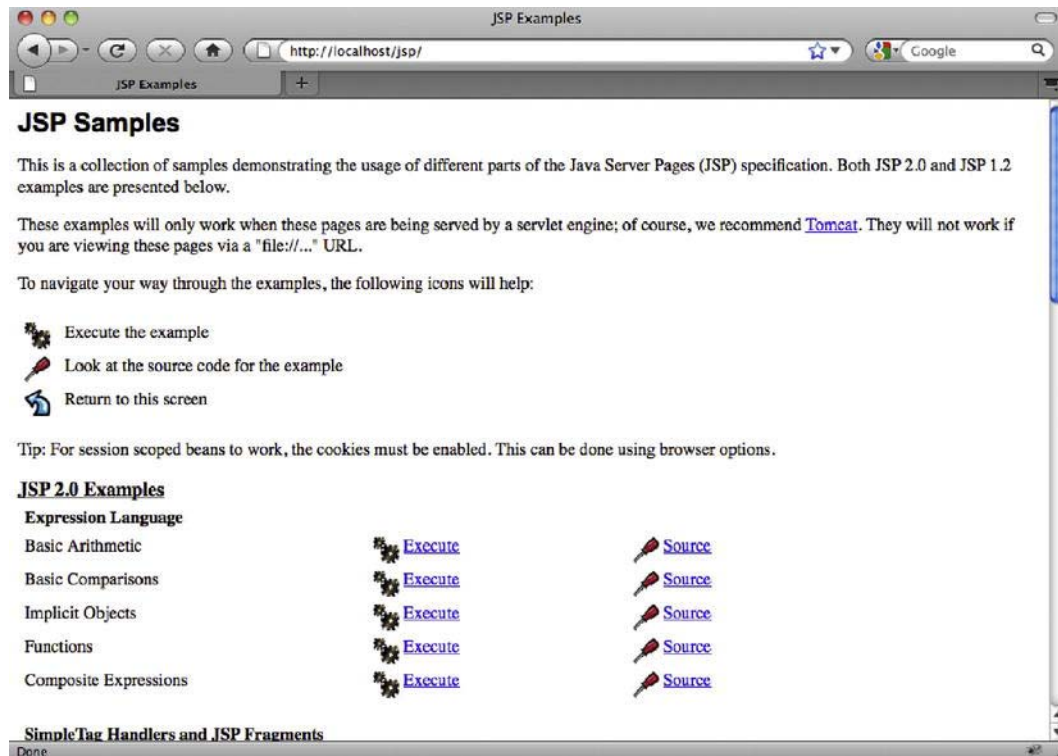 JSP Examples
http://localhost/jsp/
Google
JSP Examples
JSP Samples
This is a collection of samples demonstrating the usage of different parts of the Java Server Pages (JSP) specification. Both JSP 2.0 and JSP 1.2
examples are presented below.
These examples will only work when these pages are being served by a servlet engine; of course, we recommend Tomcat. They will not work if
you are viewing these pages via a "file://..." URL.
To navigate your way through the examples, the following icons will help:
Execute the example
Look at the source code for the example
Return to this screen
Tip: For session scoped beans to work, the cookies must be enabled. This can be done using browser options.
JSP 2.0 Examples
Expression Language
Basic Arithmetic Execute Source
Basic Comparisons Execute Source
Implicit Objects Execute Source
Functions Execute Source
Composite Expressions Execute Source
SimpleTag Handlers and JSP Fragments
Done